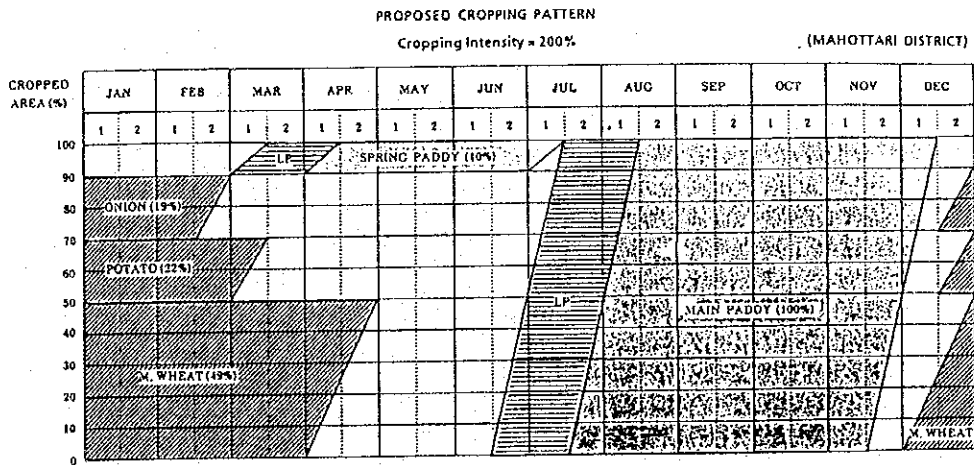 PROPOSED CROPPING PATTERN
Cropping Intensity = 200%
(MAHOTTARI DISTRICT)
CROPPED AREA (%)
JAN FEB MAR APR MAY JUN JUL AUG SEP OCT NOV DEC
1 2 1 2 1 2 1 2 1 2 1 2 1 2 1 2 1 2 1 2 1 2 1 2
100
LP SPRING PADDY (10%)
90
ONION (19%)
80
70
POTATO (22%)
60
50
LP MAIN PADDY (100%)
40
30
M. WHEAT (49%)
20
10
M. WHEAT
0